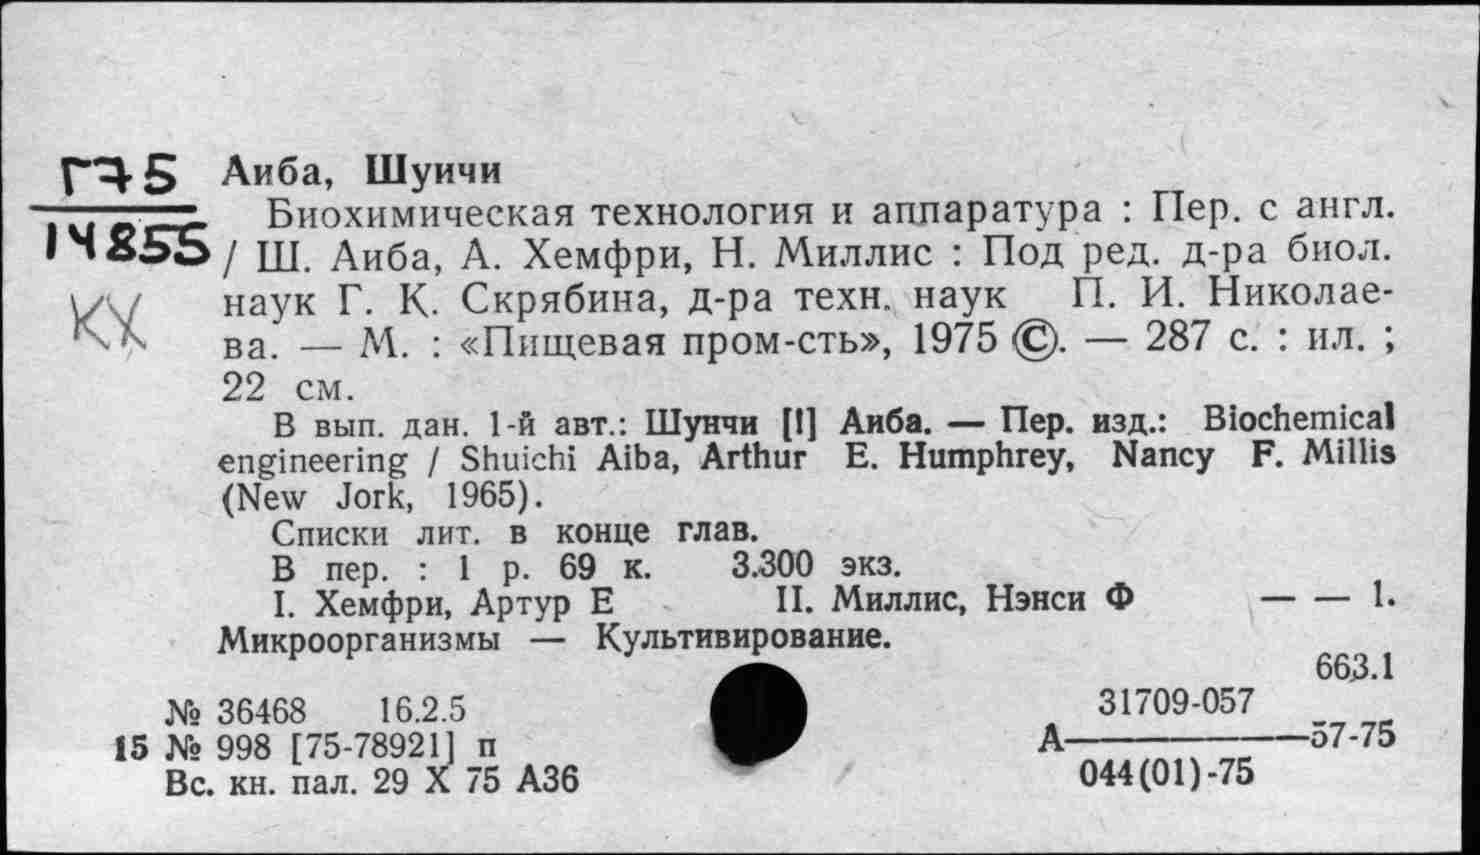 Г75
14855
КХ
Аиба, Шуичи
Биохимическая технология и аппаратура : Пер. с англ.
/ Ш. Аиба, А. Хемфри, Н. Миллис : Под ред. д-ра биол.
наук Г. К. Скрябина, д-ра техн. наук П. И. Николае-
ва. — М. : «Пищевая пром-сть», 1975 ©. — 287 с. : ил. ;
22 см.
В вып. дан. 1-й авт.: Шунчи [!] Аиба. — Пер. изд.: Biochemical
engineering / Shuichi Aiba, Arthur E. Humphrey, Nancy F. Millis
(New Jork, 1965).
Списки лит. в конце глав.
В пер. : 1 р. 69 к. 3.300 экз.
I. Хемфри, Артур Е II. Миллис, Нэнси Ф — — 1.
Микроорганизмы — Культивирование.
663.1
№ 36468 16.2.5
15 № 998 [75-78921] п
Вс. кн. пал. 29 X 75 А36
31709-057
А————57-75
044(01)-75